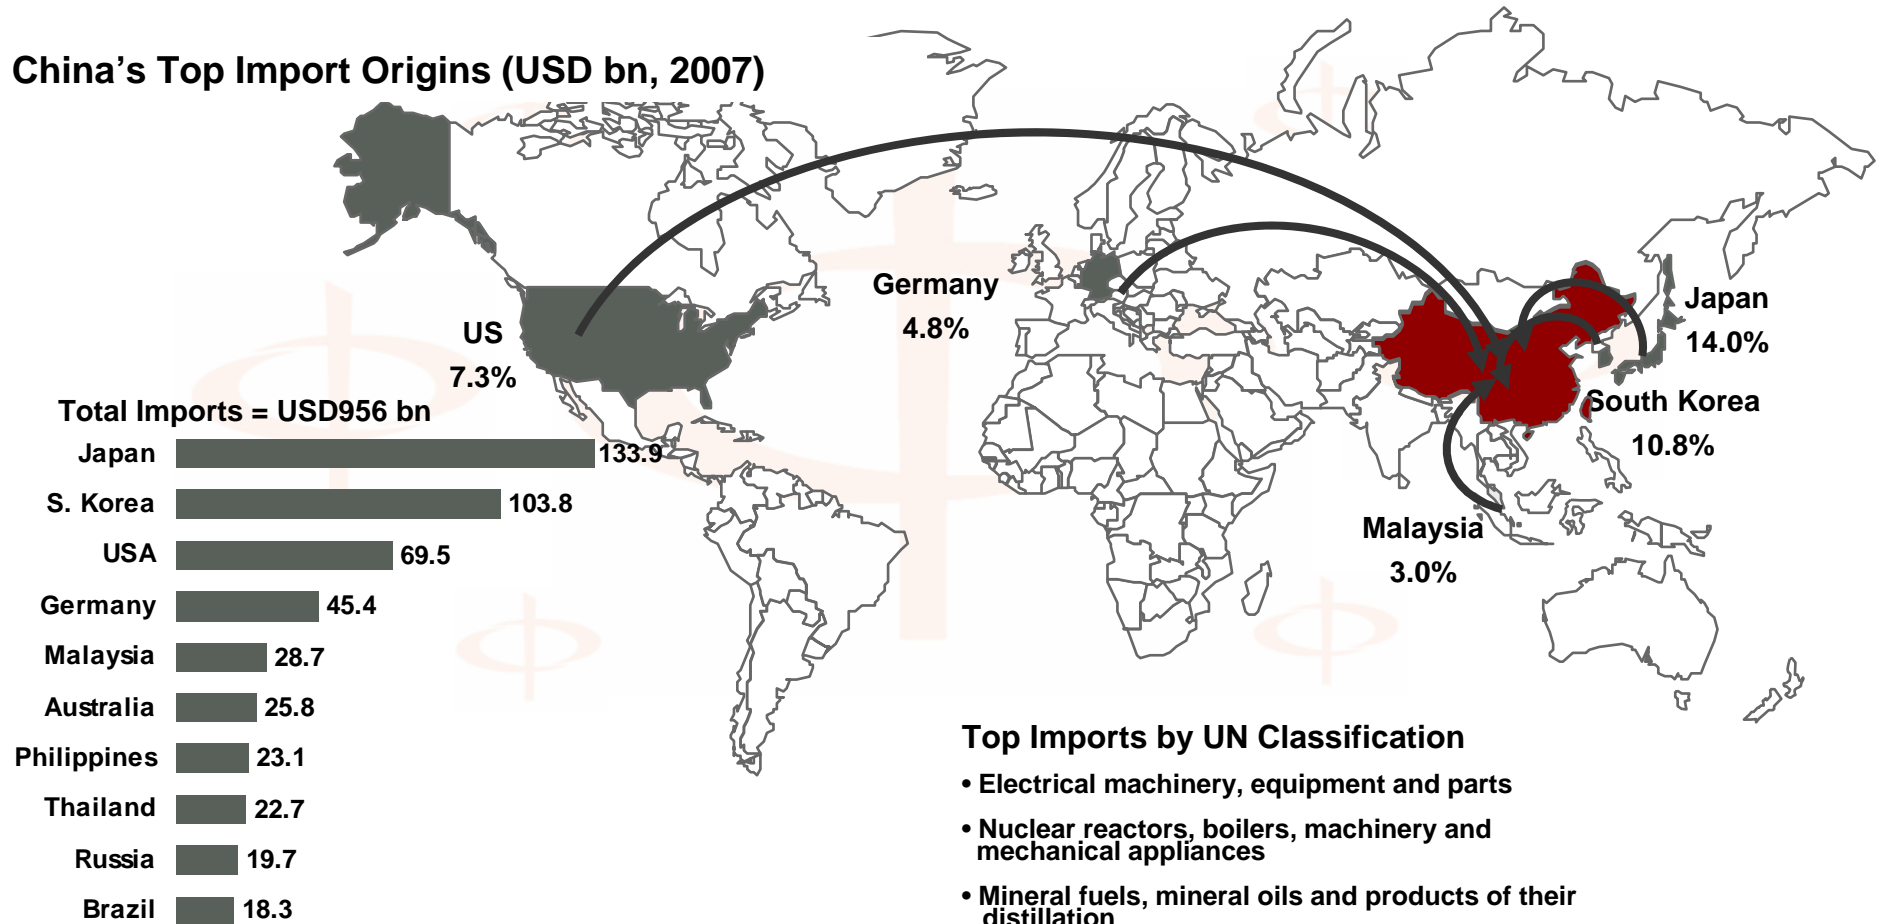 China's Top Import Origins (USD bn, 2007)
Germany
4.8%
Japan
14.0%
US
7.3%
South Korea
10.8%
Malaysia
3.0%
Total Imports = USD956 bn
Japan 133.9
S. Korea 103.8
USA 69.5
Germany 45.4
Malaysia 28.7
Australia 25.8
Philippines 23.1
Thailand 22.7
Russia 19.7
Brazil 18.3
Top Imports by UN Classification
• Electrical machinery, equipment and parts
• Nuclear reactors, boilers, machinery and
mechanical appliances
• Mineral fuels, mineral oils and products of their
distillation